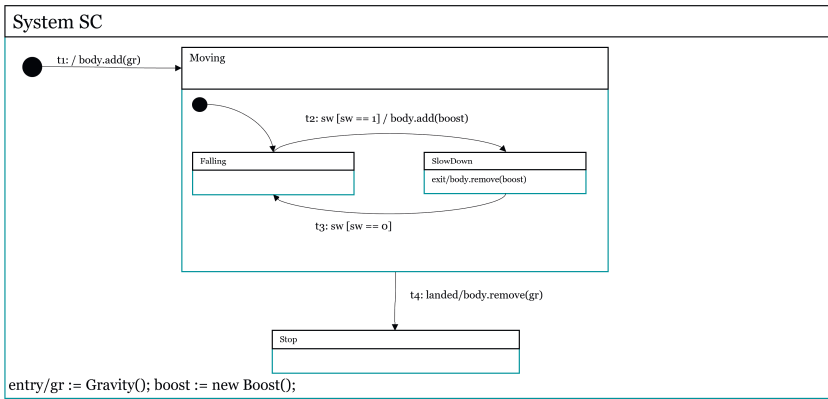 System SC
t1: / body.add(gr)
Moving
t2: sw [sw == 1] / body.add(boost)
Falling
SlowDown
exit/body.remove(boost)
t3: sw [sw == 0]
t4: landed/body.remove(gr)
Stop
entry/gr := Gravity(); boost := new Boost();